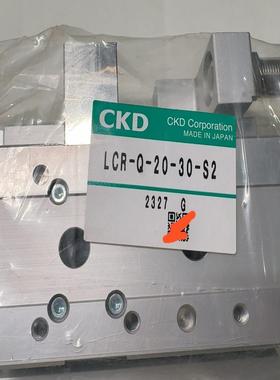 CKD
CKD Corporation
MADE IN JAPAN
LCR-Q-20-30-S2
2327 G